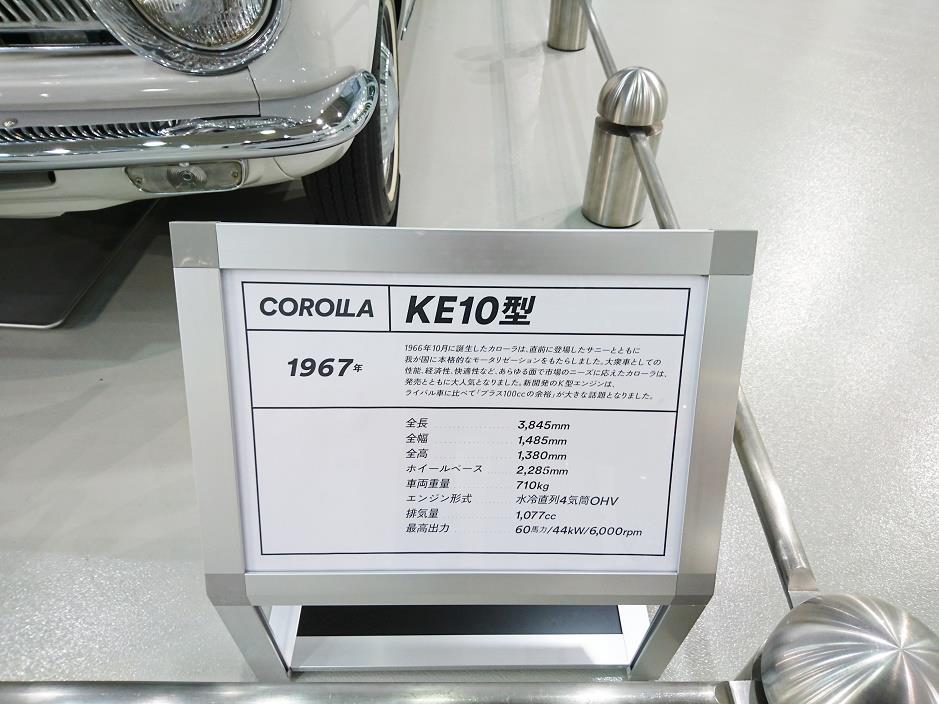 COROLLA
KE10型
1967年
1966年10月に誕生したカローラは、直前に登場したサニーとともに
我が国に本格的なモータリゼーションをもたらしました。大衆車としての
性能、経済性、快適性など、あらゆる面で市場のニーズに応えたカローラは、
発売とともに大人気となりました。新開発のK型エンジンは、
ライバル車に比べて「プラス100ccの余裕」が大きな話題となりました。
全長 3,845mm
全幅 1,485mm
全高 1,380mm
ホイールベース 2,285mm
車両重量 710kg
エンジン形式 水冷直列4気筒OHV
排気量 1,077cc
最高出力 60馬力/44kW/6,000rpm